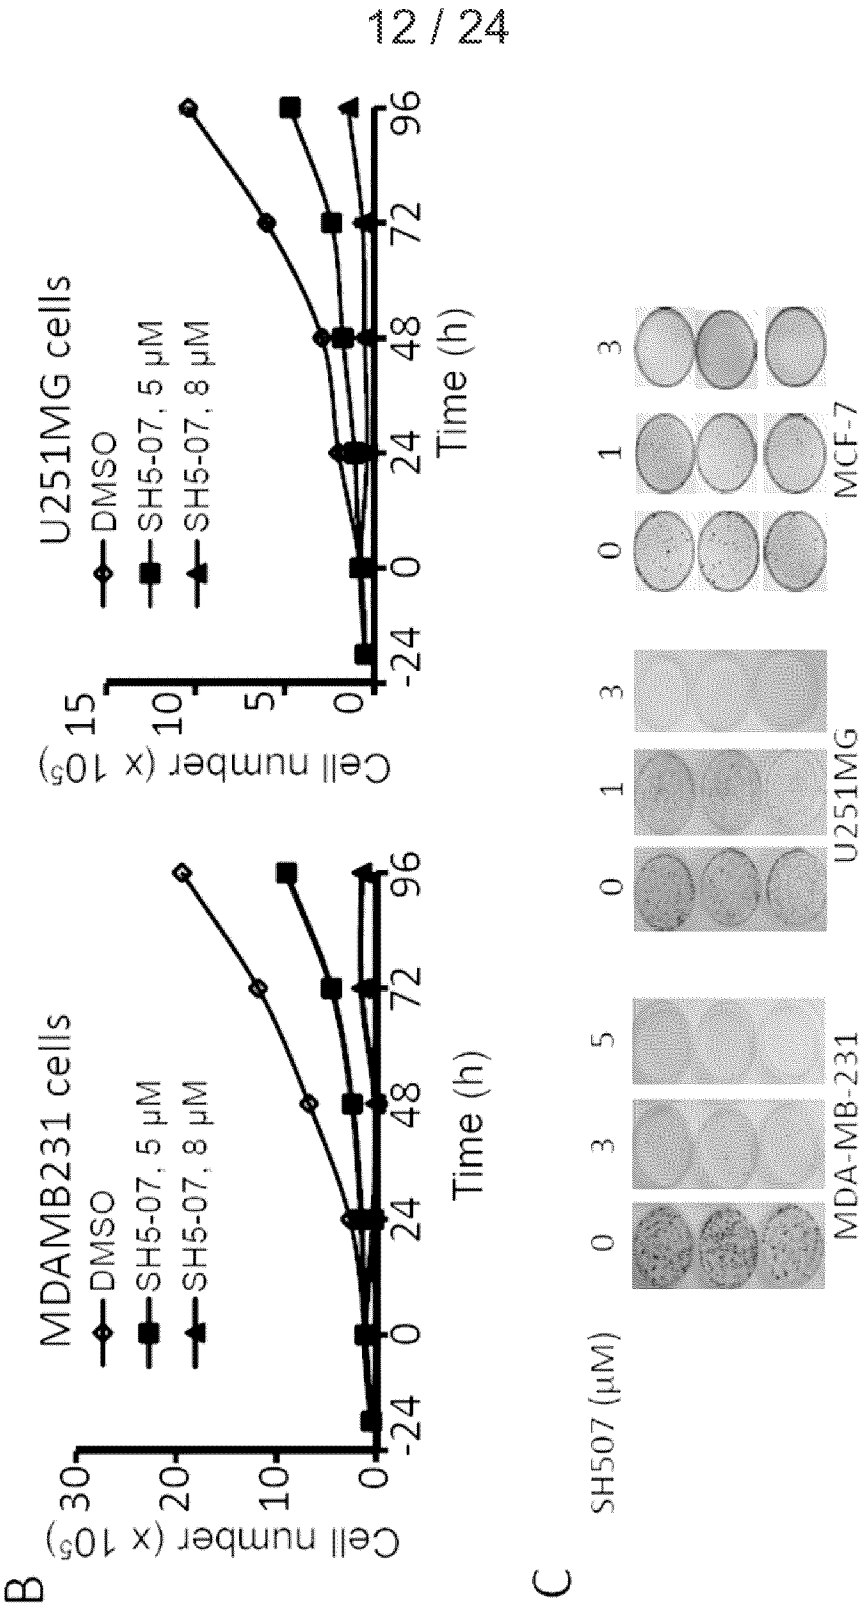 12 / 24
B
MDAMB231 cells
DMSO
SH5-07, 5 µM
SH5-07, 8 µM
Cell number (x 10⁵)
30
20
10
0
-24 0 24 48 72 96
Time (h)
U251MG cells
DMSO
SH5-07, 5 µM
SH5-07, 8 µM
Cell number (x 10⁵)
15
10
5
0
-24 0 24 48 72 96
Time (h)
C
SH507 (µM) 0 3 5 0 1 3 0 1 3
MDA-MB-231 U251MG MCF-7